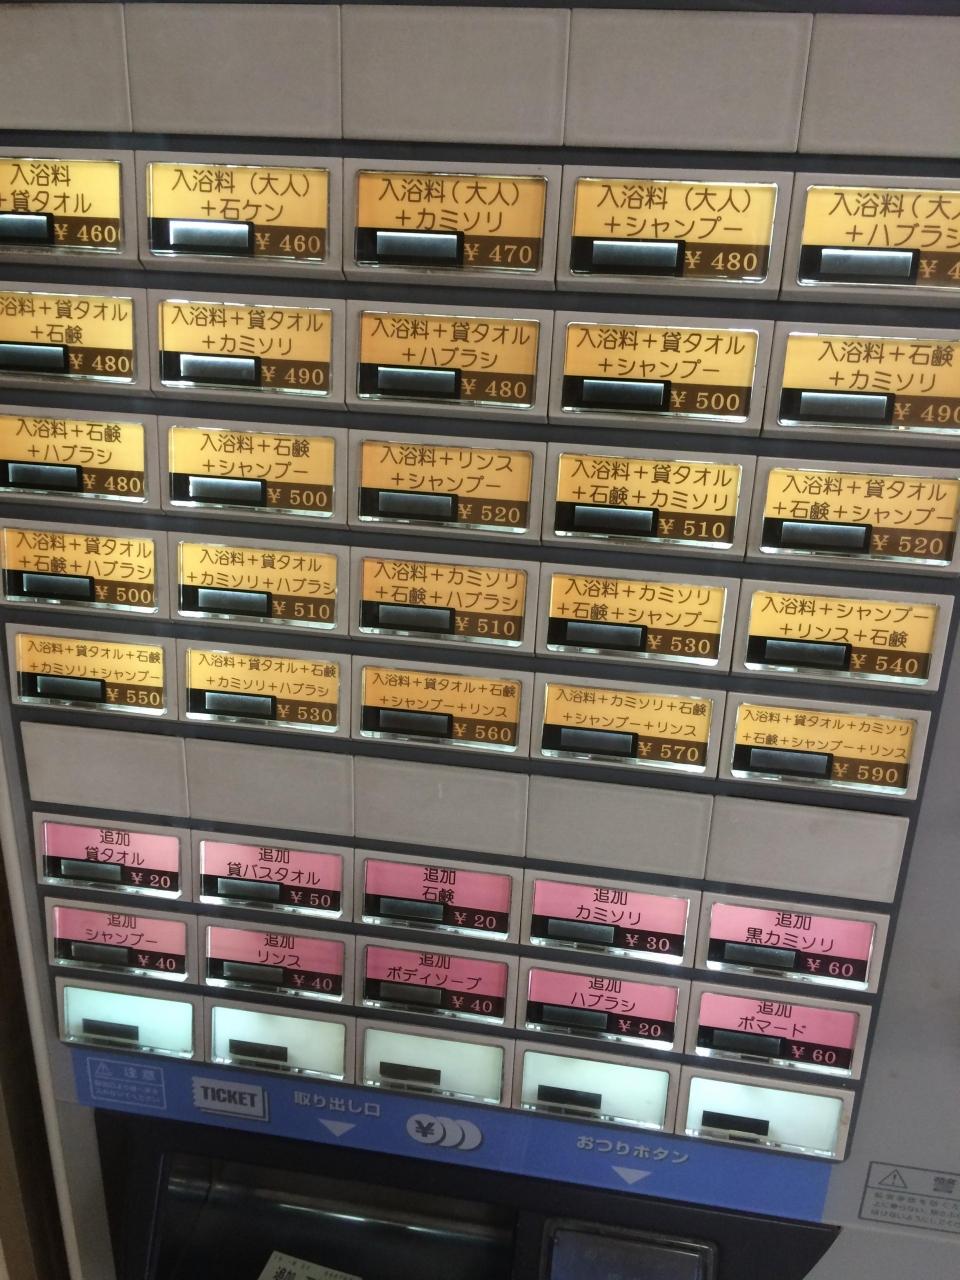 入浴料
+貸タオル
¥460
入浴料（大人）
+石ケン
¥460
入浴料（大人）
+カミソリ
¥470
入浴料（大人）
+シャンプー
¥480
入浴料（大人
+ハブラシ
¥4
入浴料+貸タオル
+石鹸
¥480
入浴料+貸タオル
+カミソリ
¥490
入浴料+貸タオル
+ハブラシ
¥480
入浴料+貸タオル
+シャンプー
¥500
入浴料+石鹸
+カミソリ
¥490
入浴料+石鹸
+ハブラシ
¥480
入浴料+石鹸
+シャンプー
¥500
入浴料+リンス
+シャンプー
¥520
入浴料+貸タオル
+石鹸+カミソリ
¥510
入浴料+貸タオル
+石鹸+シャンプー
¥520
入浴料+貸タオル
+石鹸+ハブラシ
¥500
入浴料+貸タオル
+カミソリ+ハブラシ
¥510
入浴料+カミソリ
+石鹸+ハブラシ
¥510
入浴料+カミソリ
+石鹸+シャンプー
¥530
入浴料+シャンプー
+リンス+石鹸
¥540
入浴料+貸タオル+石鹸
+カミソリ+シャンプー
¥550
入浴料+貸タオル+石鹸
+カミソリ+ハブラシ
¥530
入浴料+貸タオル+石鹸
+シャンプー+リンス
¥560
入浴料+カミソリ+石鹸
+シャンプー+リンス
¥570
入浴料+貸タオル+カミソリ
+石鹸+シャンプー+リンス
¥590
追加
貸タオル
¥20
追加
貸バスタオル
¥50
追加
石鹸
¥20
追加
カミソリ
¥30
追加
黒カミソリ
¥60
追加
シャンプー
¥40
追加
リンス
¥40
追加
ボディソープ
¥40
追加
ハブラシ
¥20
追加
ポマード
¥60
注意
TICKET
取り出し口
¥
おつりボタン
追加